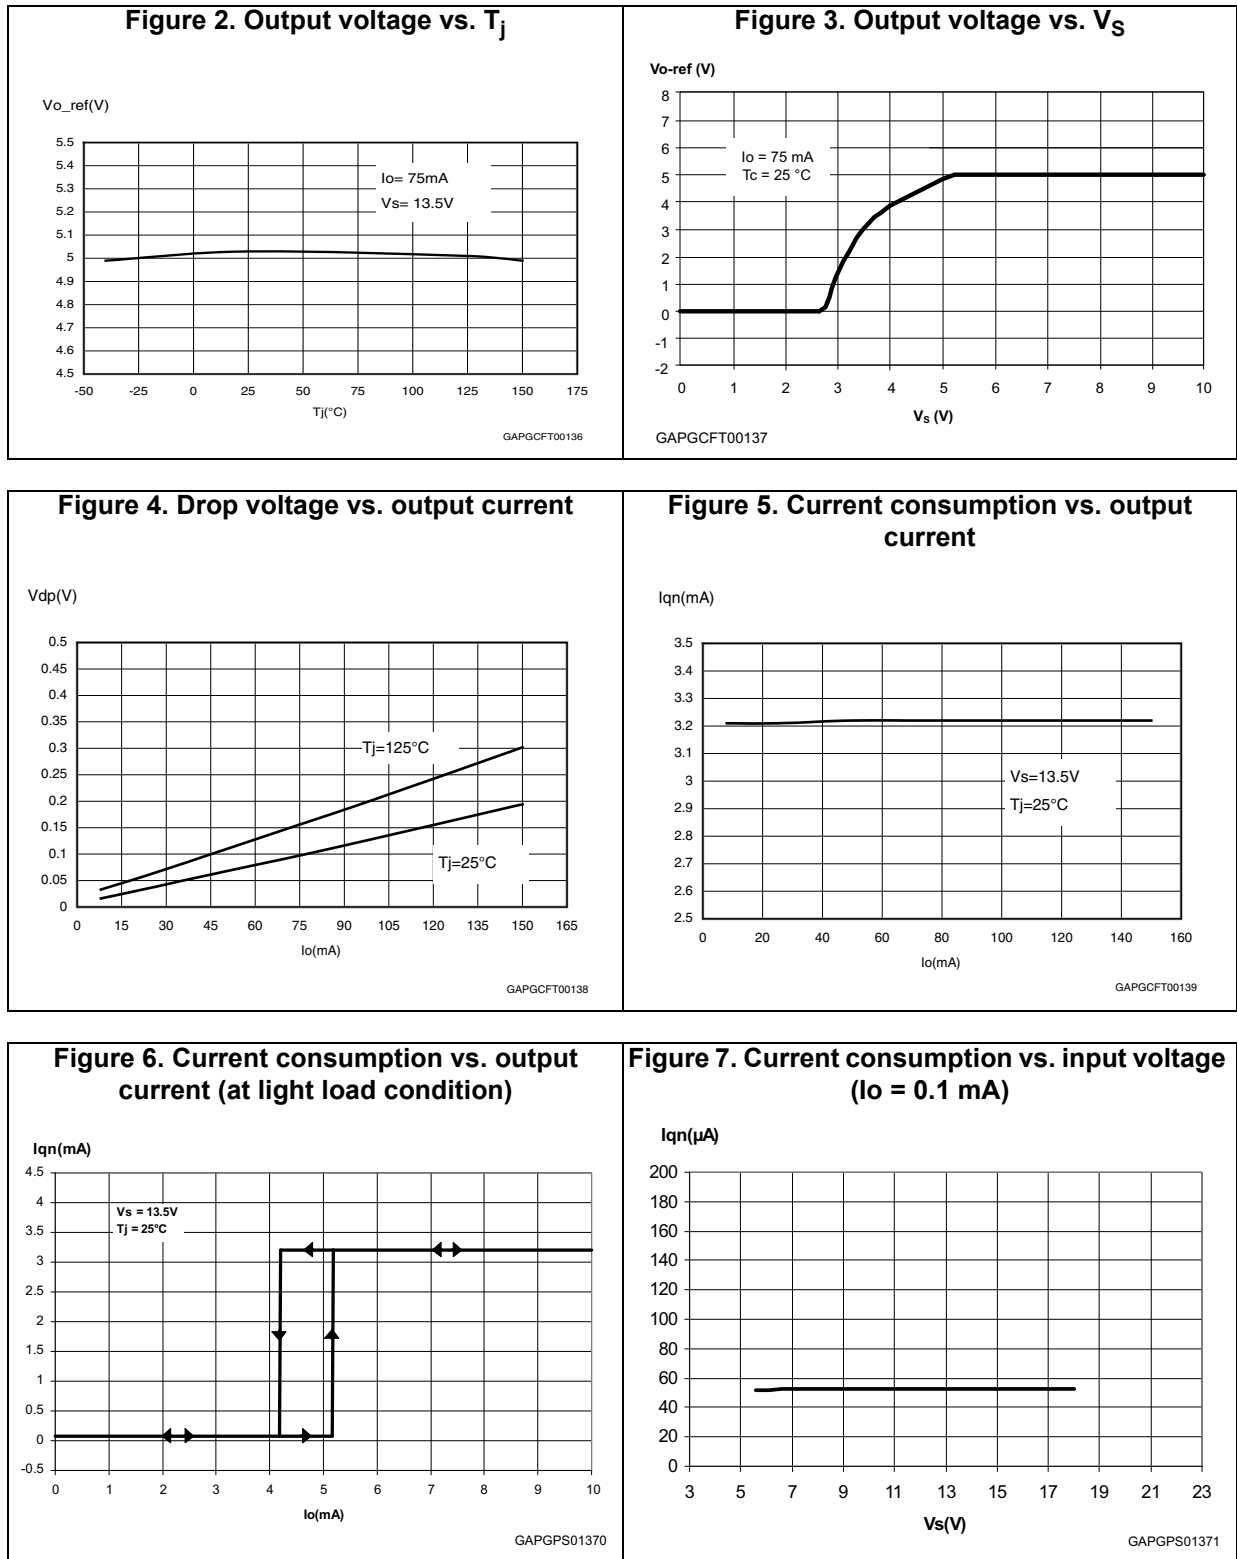 Figure 2. Output voltage vs. Tj
Vo_ref(V)
5.5
5.4
5.3
5.2
5.1
5
4.9
4.8
4.7
4.6
4.5
Io= 75mA
Vs= 13.5V
-50 -25 0 25 50 75 100 125 150 175
Tj(°C)
GAPGCFT00136
Figure 3. Output voltage vs. VS
Vo-ref (V)
8
7
6
5
4
3
2
1
0
-1
-2
Io = 75 mA
Tc = 25 °C
0 1 2 3 4 5 6 7 8 9 10
VS (V)
GAPGCFT00137
Figure 4. Drop voltage vs. output current
Vdp(V)
0.5
0.45
0.4
0.35
0.3
0.25
0.2
0.15
0.1
0.05
0
Tj=125°C
Tj=25°C
0 15 30 45 60 75 90 105 120 135 150 165
Io(mA)
GAPGCFT00138
Figure 5. Current consumption vs. output
current
Iqn(mA)
3.5
3.4
3.3
3.2
3.1
3
2.9
2.8
2.7
2.6
2.5
Vs=13.5V
Tj=25°C
0 20 40 60 80 100 120 140 160
Io(mA)
GAPGCFT00139
Figure 6. Current consumption vs. output
current (at light load condition)
Iqn(mA)
4.5
4
3.5
3
2.5
2
1.5
1
0.5
0
-0.5
Vs = 13.5V
Tj = 25°C
0 1 2 3 4 5 6 7 8 9 10
Io(mA)
GAPGPS01370
Figure 7. Current consumption vs. input voltage
(Io = 0.1 mA)
Iqn(µA)
200
180
160
140
120
100
80
60
40
20
0
3 5 7 9 11 13 15 17 19 21 23
Vs(V)
GAPGPS01371